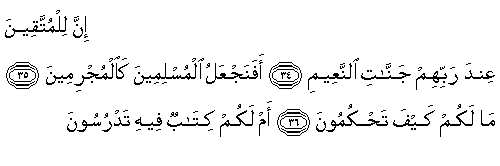 إِنَّ لِلْمُتَّقِينَ
عِندَ رَبِّهِمْ جَنَّـٰتِ ٱلنَّعِيمِ ٣٤ أَفَنَجْعَلُ ٱلْمُسْلِمِينَ كَٱلْمُجْرِمِينَ ٣٥
مَا لَكُمْ كَيْفَ تَحْكُمُونَ ٣٦ أَمْ لَكُمْ كِتَـٰبٌ فِيهِ تَدْرُسُونَ